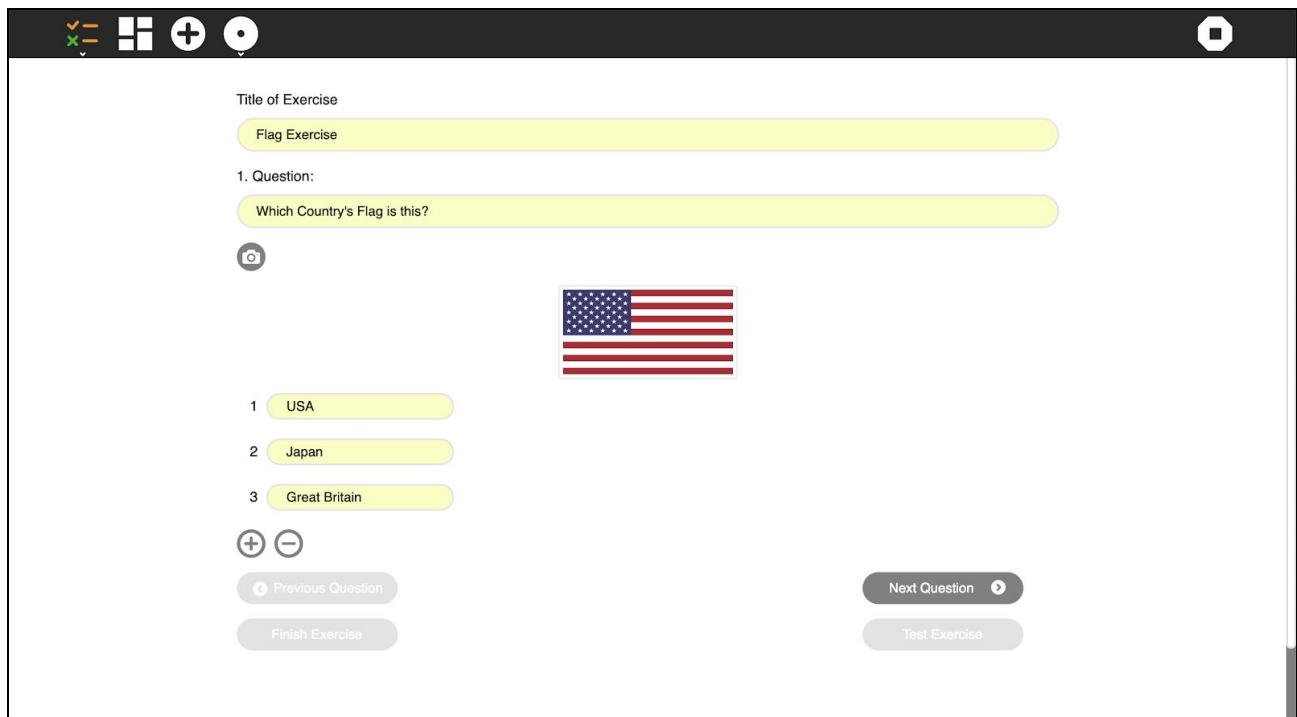 Title of Exercise
Flag Exercise
1. Question:
Which Country's Flag is this?
1 USA
2 Japan
3 Great Britain
Previous Question
Next Question
Finish Exercise
Test Exercise